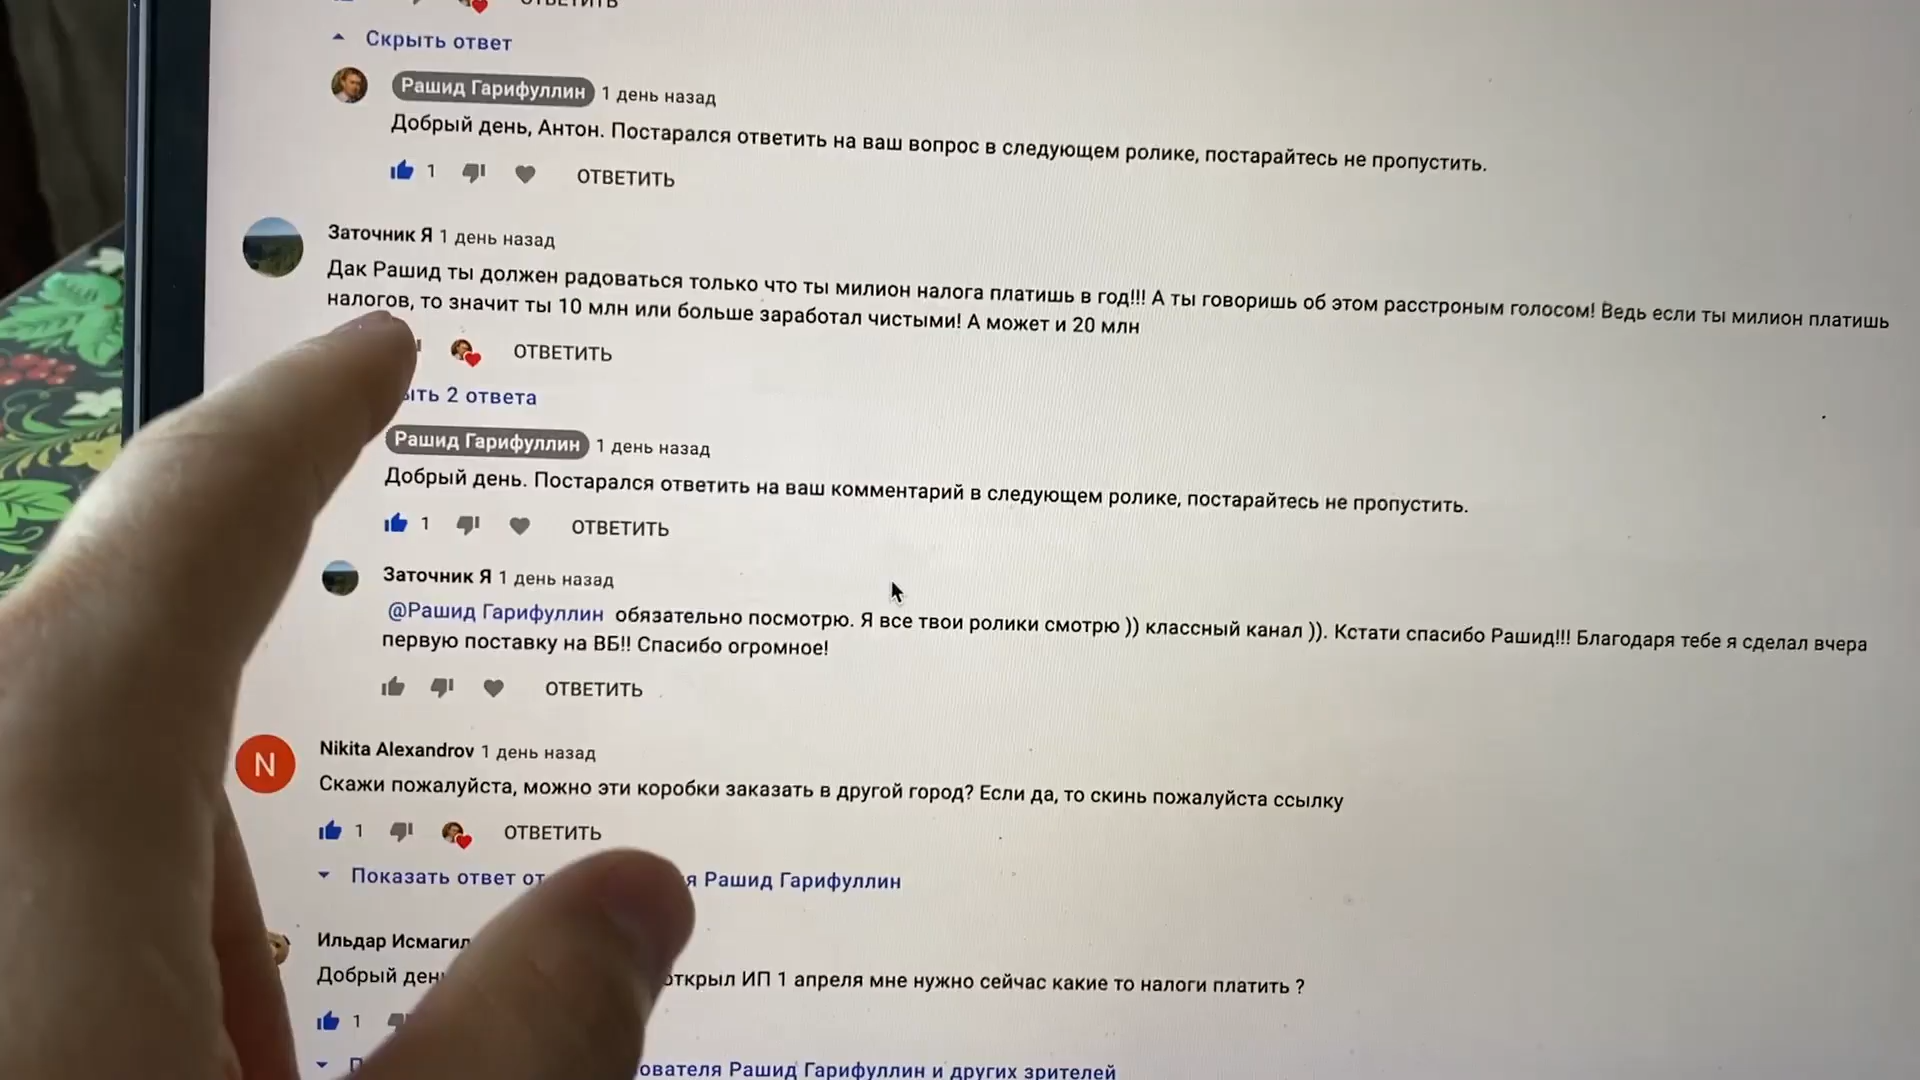 ОТВЕТИТЬ
Скрыть ответ
Рашид Гарифуллин 1 день назад
Добрый день, Антон. Постарался ответить на ваш вопрос в следующем ролике, постарайтесь не пропустить.
1 ОТВЕТИТЬ
Заточник Я 1 день назад
Дак Рашид ты должен радоваться только что ты милион налога платишь в год!!! А ты говоришь об этом расстроным голосом! Ведь если ты милион платишь
налогов, то значит ты 10 млн или больше заработал чистыми! А может и 20 млн
ОТВЕТИТЬ
ыть 2 ответа
Рашид Гарифуллин 1 день назад
Добрый день. Постарался ответить на ваш комментарий в следующем ролике, постарайтесь не пропустить.
1 ОТВЕТИТЬ
Заточник Я 1 день назад
@Рашид Гарифуллин обязательно посмотрю. Я все твои ролики смотрю )) классный канал )). Кстати спасибо Рашид!!! Благодаря тебе я сделал вчера
первую поставку на ВБ!! Спасибо огромное!
ОТВЕТИТЬ
N
Nikita Alexandrov 1 день назад
Скажи пожалуйста, можно эти коробки заказать в другой город? Если да, то скинь пожалуйста ссылку
1 ОТВЕТИТЬ
Показать ответ от я Рашид Гарифуллин
Ильдар Исмагил
Добрый ден открыл ИП 1 апреля мне нужно сейчас какие то налоги платить ?
1
ователя Рашид Гарифуллин и других зрителей